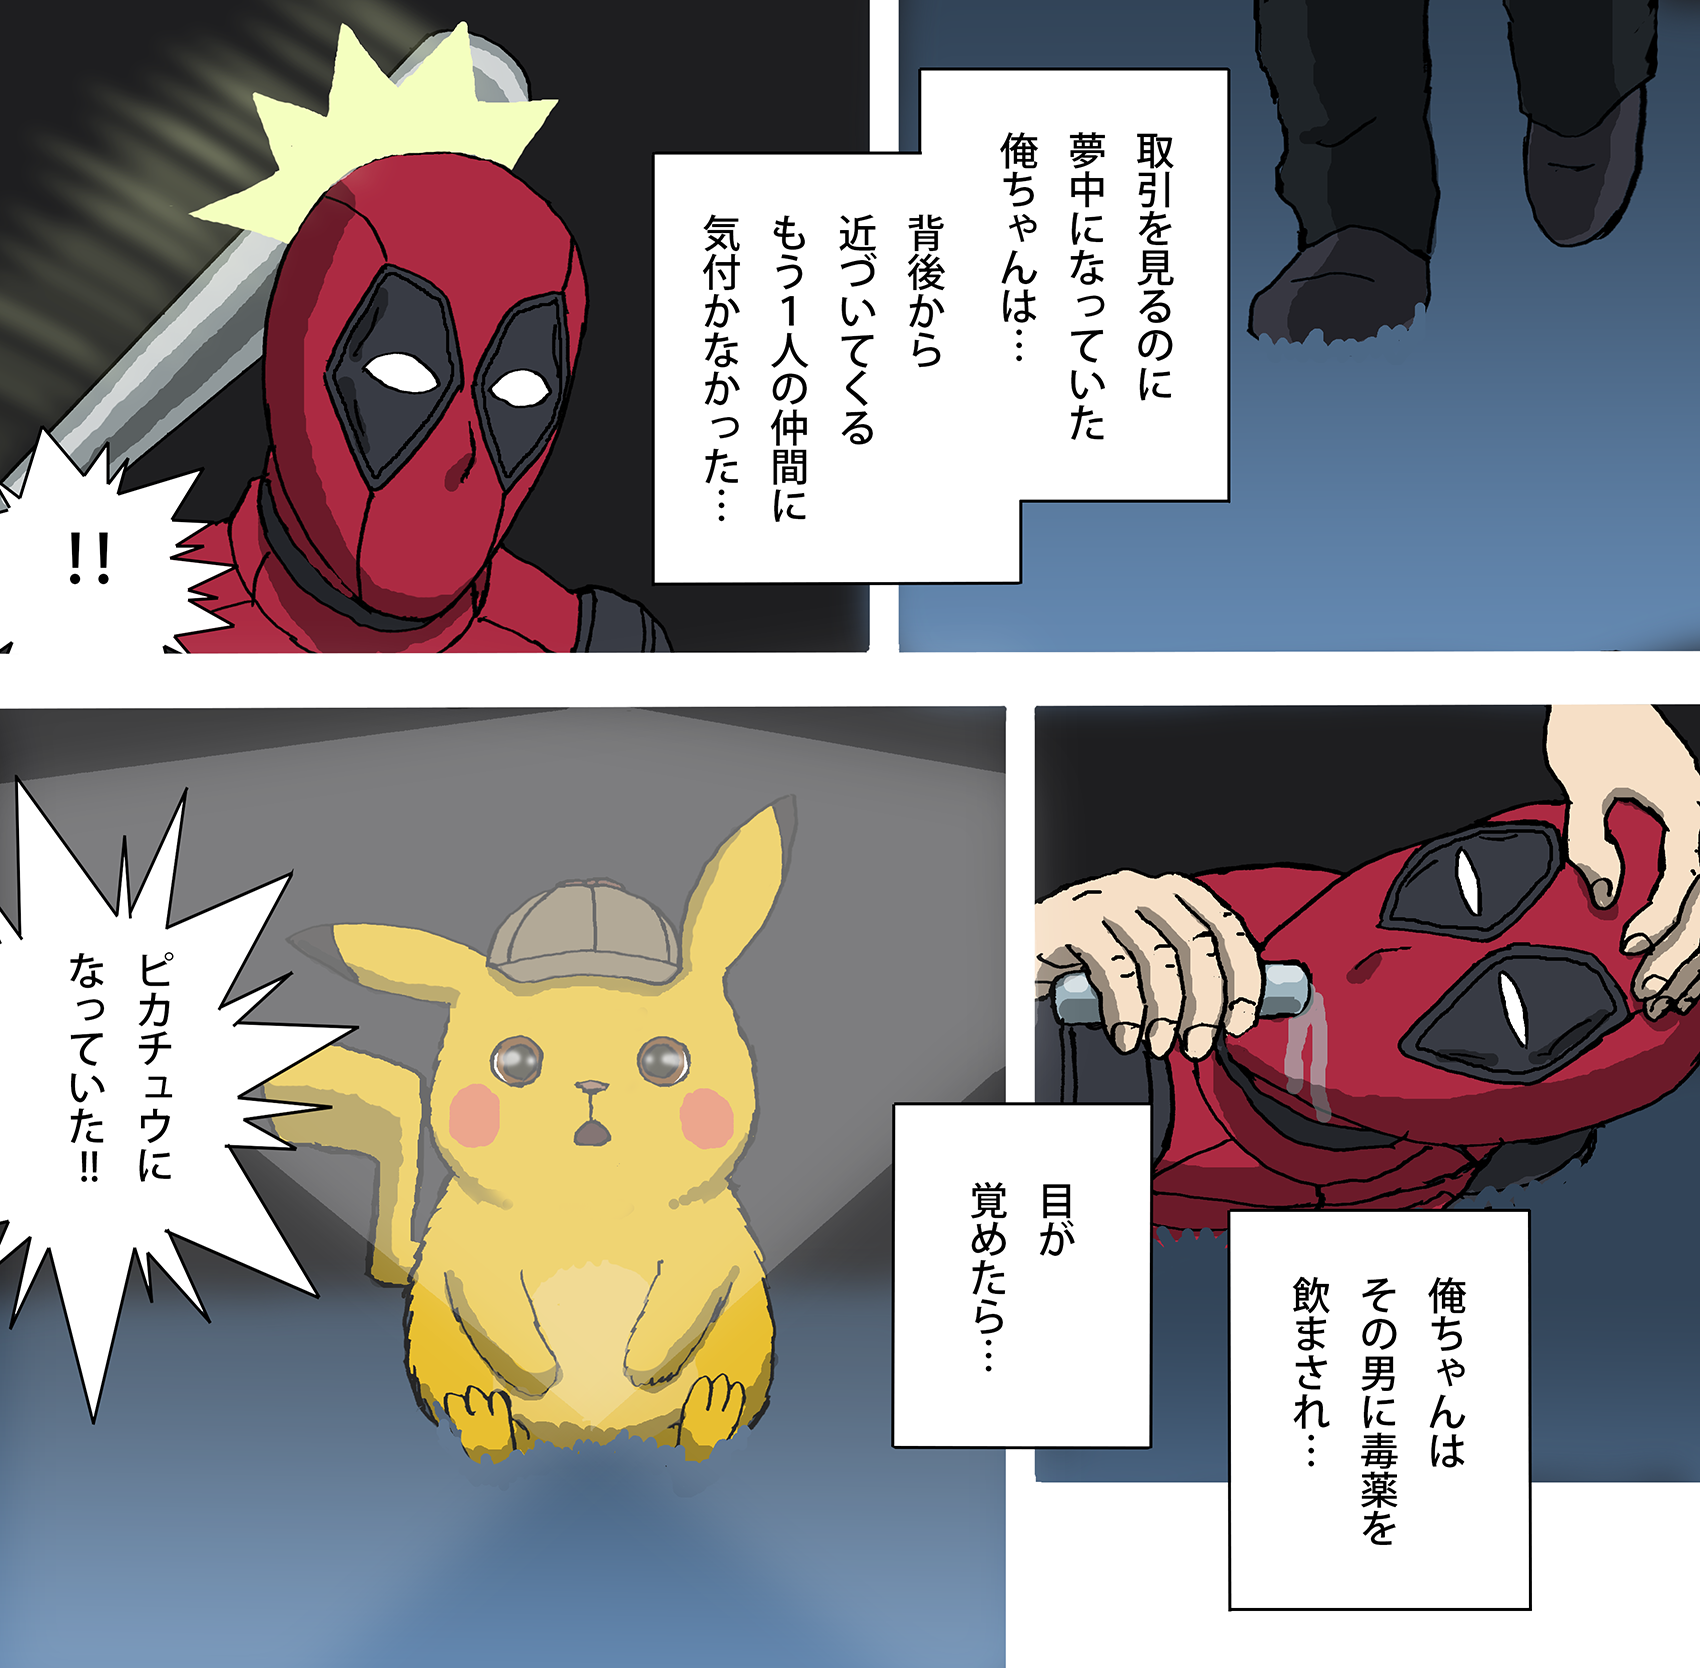 取引を見るのに
夢中になっていた
俺ちゃんは…
背後から
近づいてくる
もう1人の仲間に
気付かなかった…
!!
俺ちゃんは
その男に毒薬を
飲まされ…
目が
覚めたら…
ピカチュウに
なっていた!!